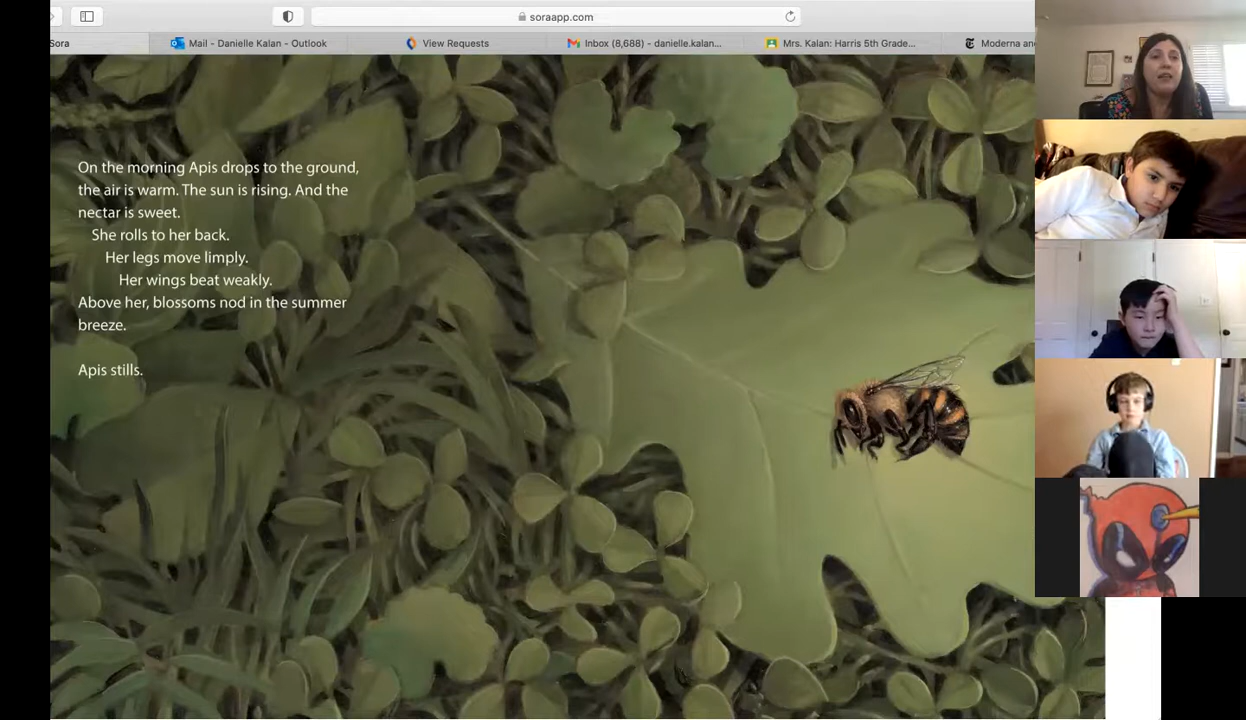 soraapp.com
Sora
Mail - Danielle Kalan - Outlook
View Requests
Inbox (8,688) - danielle.kalan...
Mrs. Kalan: Harris 5th Grade...
Moderna an
On the morning Apis drops to the ground,
the air is warm. The sun is rising. And the
nectar is sweet.
She rolls to her back.
Her legs move limply.
Her wings beat weakly.
Above her, blossoms nod in the summer
breeze.
Apis stills.